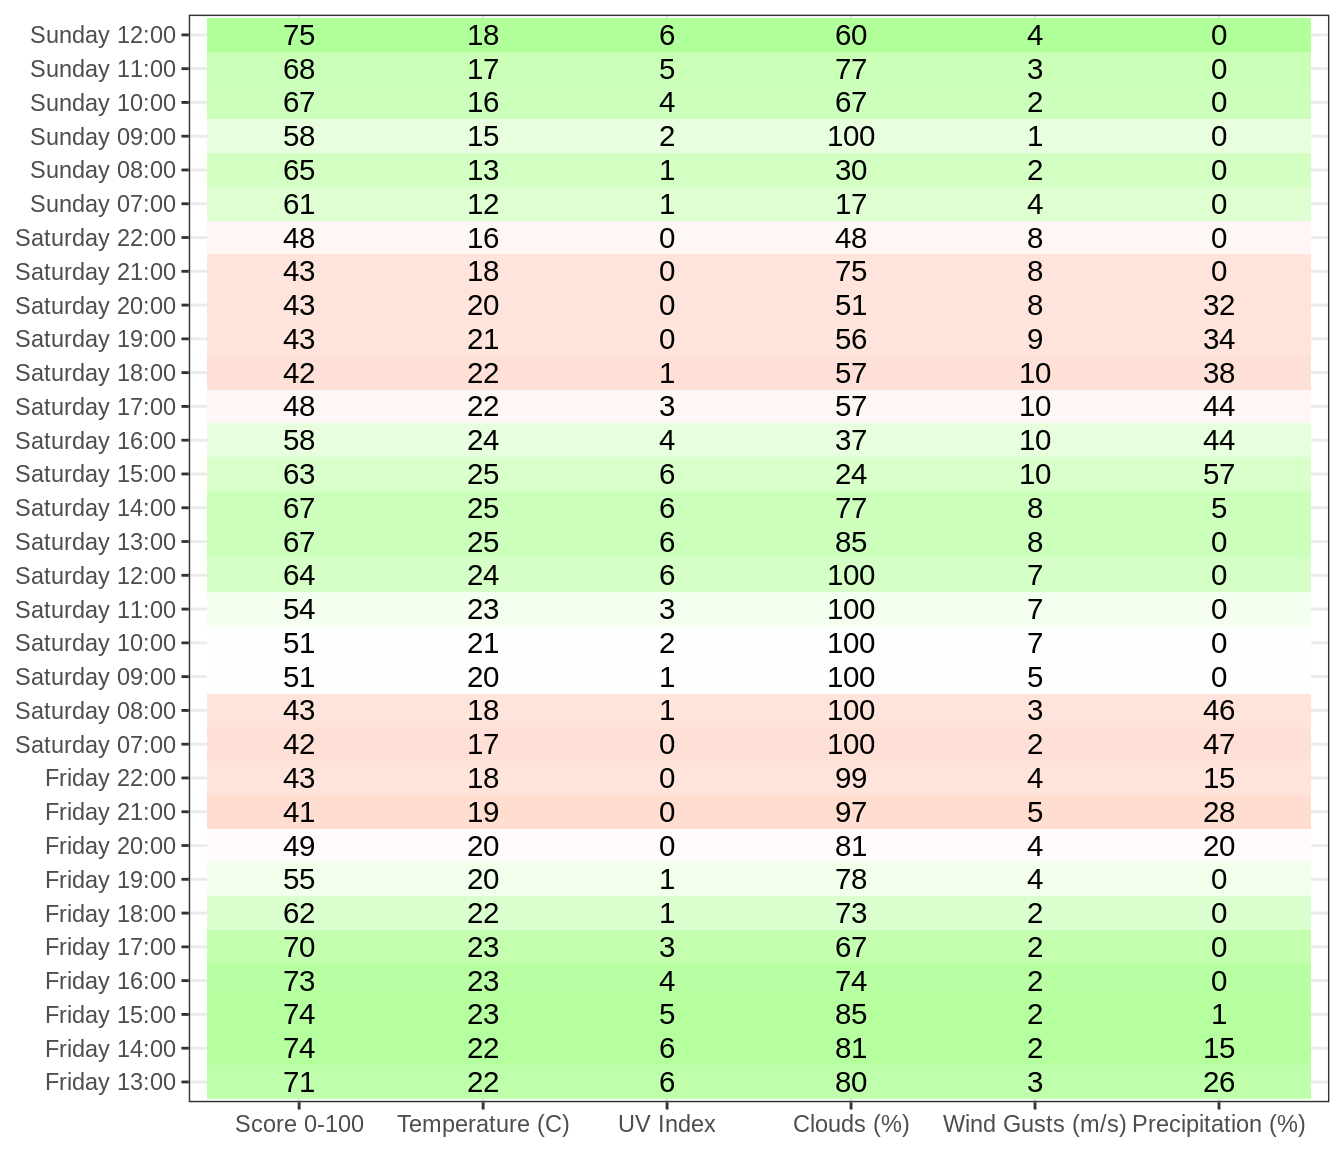 Sunday 12:00 75 18 6 60 4 0
Sunday 11:00 68 17 5 77 3 0
Sunday 10:00 67 16 4 67 2 0
Sunday 09:00 58 15 2 100 1 0
Sunday 08:00 65 13 1 30 2 0
Sunday 07:00 61 12 1 17 4 0
Saturday 22:00 48 16 0 48 8 0
Saturday 21:00 43 18 0 75 8 0
Saturday 20:00 43 20 0 51 8 32
Saturday 19:00 43 21 0 56 9 34
Saturday 18:00 42 22 1 57 10 38
Saturday 17:00 48 22 3 57 10 44
Saturday 16:00 58 24 4 37 10 44
Saturday 15:00 63 25 6 24 10 57
Saturday 14:00 67 25 6 77 8 5
Saturday 13:00 67 25 6 85 8 0
Saturday 12:00 64 24 6 100 7 0
Saturday 11:00 54 23 3 100 7 0
Saturday 10:00 51 21 2 100 7 0
Saturday 09:00 51 20 1 100 5 0
Saturday 08:00 43 18 1 100 3 46
Saturday 07:00 42 17 0 100 2 47
Friday 22:00 43 18 0 99 4 15
Friday 21:00 41 19 0 97 5 28
Friday 20:00 49 20 0 81 4 20
Friday 19:00 55 20 1 78 4 0
Friday 18:00 62 22 1 73 2 0
Friday 17:00 70 23 3 67 2 0
Friday 16:00 73 23 4 74 2 0
Friday 15:00 74 23 5 85 2 1
Friday 14:00 74 22 6 81 2 15
Friday 13:00 71 22 6 80 3 26
Score 0-100 Temperature (C) UV Index Clouds (%) Wind Gusts (m/s) Precipitation (%)